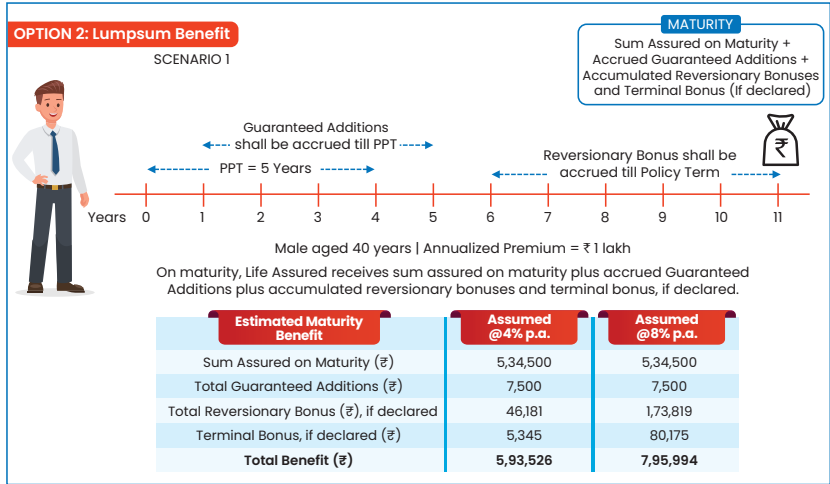 OPTION 2: Lumpsum Benefit
SCENARIO 1
MATURITY
Sum Assured on Maturity +
Accrued Guaranteed Additions +
Accumulated Reversionary Bonuses
and Terminal Bonus (If declared)
Guaranteed Additions
shall be accrued till PPT
PPT = 5 Years
Reversionary Bonus shall be
accrued till Policy Term
₹
Years 0 1 2 3 4 5 6 7 8 9 10 11
Male aged 40 years | Annualized Premium = ₹ 1 lakh
On maturity, Life Assured receives sum assured on maturity plus accrued Guaranteed
Additions plus accumulated reversionary bonuses and terminal bonus, if declared.
Estimated Maturity
Benefit
Assumed
@4% p.a.
Assumed
@8% p.a.
Sum Assured on Maturity (₹) 5,34,500 5,34,500
Total Guaranteed Additions (₹) 7,500 7,500
Total Reversionary Bonus (₹), if declared 46,181 1,73,819
Terminal Bonus, if declared (₹) 5,345 80,175
Total Benefit (₹) 5,93,526 7,95,994